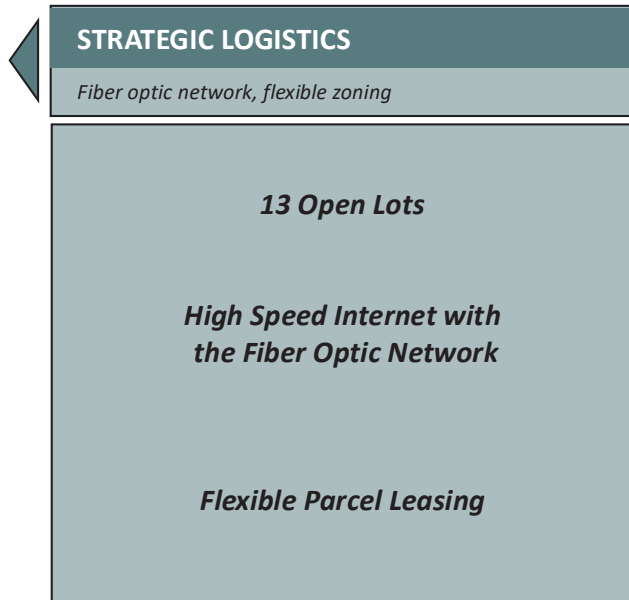 STRATEGIC LOGISTICS
Fiber optic network, flexible zoning
13 Open Lots
High Speed Internet with
the Fiber Optic Network
Flexible Parcel Leasing